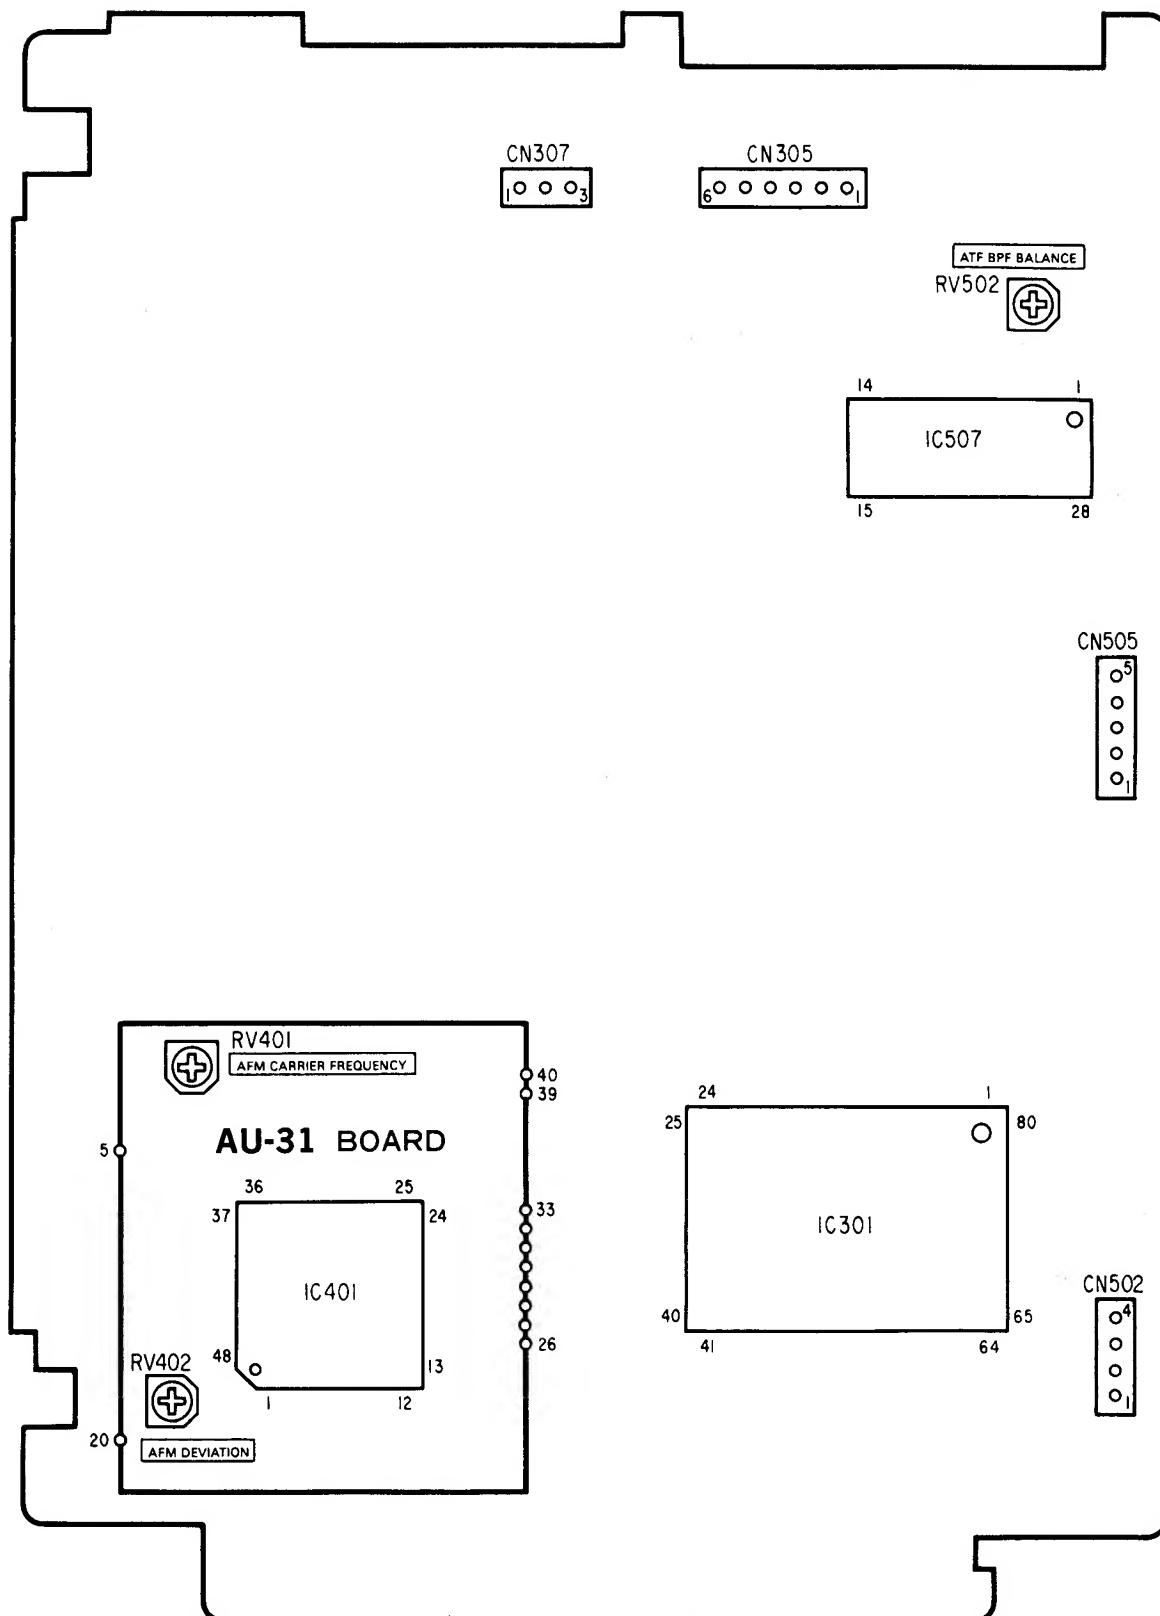 CN307
CN305
1 3
6 1
ATF BPF BALANCE
RV502
14 1
IC507
15 28
CN505
5
1
RV401
AFM CARRIER FREQUENCY
40
39
AU-31 BOARD
5
36 25
37 24
33
IC401
26
48 13
1 12
RV402
20
AFM DEVIATION
24 1
25 80
IC301
40 65
41 64
CN502
4
1